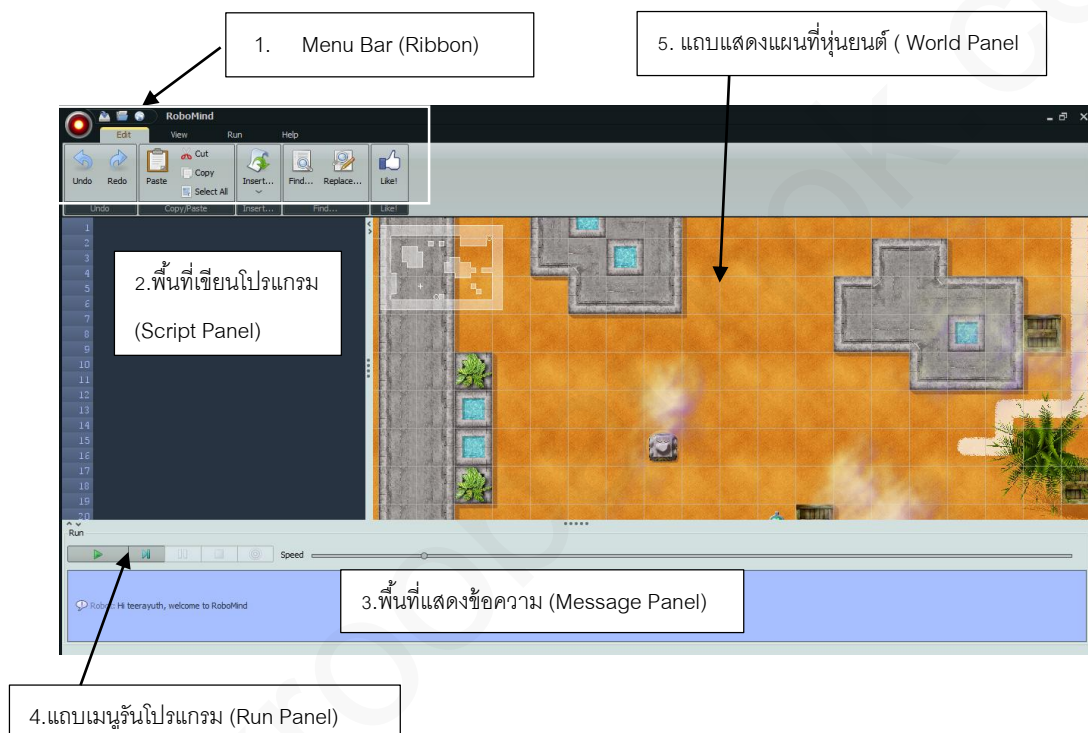 1. Menu Bar (Ribbon)
5. แถบแสดงแผนที่หุ่นยนต์ ( World Panel
RoboMind
Edit View Run Help
Undo Redo Paste Cut Copy Select All Insert... Find... Replace... Like!
Undo Copy/Paste Insert... Find... Like!
1
2
3
4
5
6
7
8
9
10
11
12
13
14
15
16
17
18
19
20
2.พื้นที่เขียนโปรแกรม
(Script Panel)
Run
Speed
Robo: Hi teerayuth, welcome to RoboMind
3.พื้นที่แสดงข้อความ (Message Panel)
4.แถบเมนูรันโปรแกรม (Run Panel)